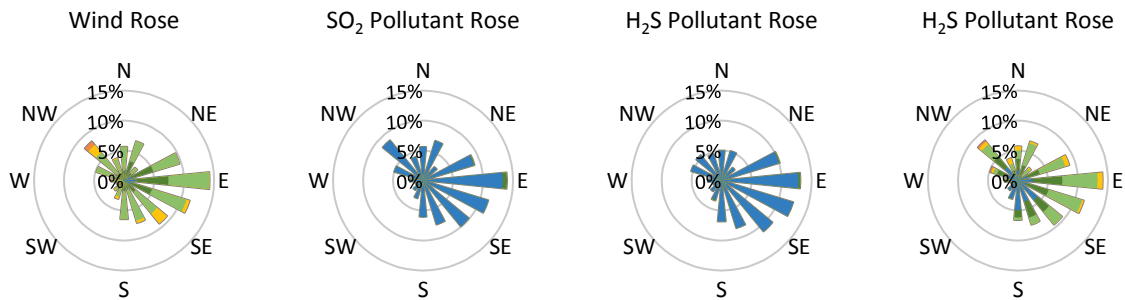 Wind Rose
N
15%
NW
NE
10%
5%
W
0%
E
SW
SE
S
SO₂ Pollutant Rose
N
15%
NW
NE
10%
5%
W
0%
E
SW
SE
S
H₂S Pollutant Rose
N
15%
NW
NE
10%
5%
W
0%
E
SW
SE
S
H₂S Pollutant Rose
N
15%
NW
NE
10%
5%
W
0%
E
SW
SE
S